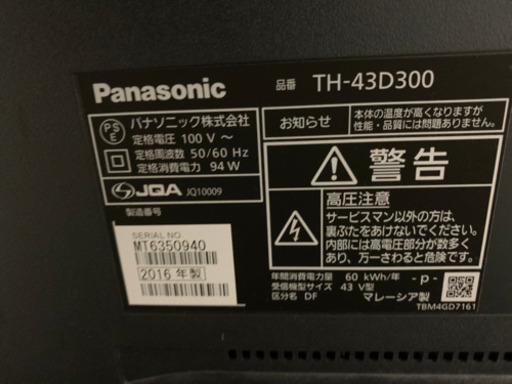 Panasonic
品番 TH-43D300
PSE
パナソニック株式会社
定格電圧 100 V ～
定格周波数 50/60 Hz
定格消費電力 94 W
JQA JQ10009
製造番号
SERIAL NO.
MT6350940
2016 年製
お知らせ
本体の温度が高くなりますが
性能・品質には問題ありません
警告
高圧注意
サービスマン以外の方は、
裏ぶたをあけないでください。
内部には高電圧部分が数多く
あり、万一さわると危険です。
年間消費電力量 60 kWh/年 -p-
受信機型サイズ 43 V型
区分名 DF マレーシア製
TBM4GD7161